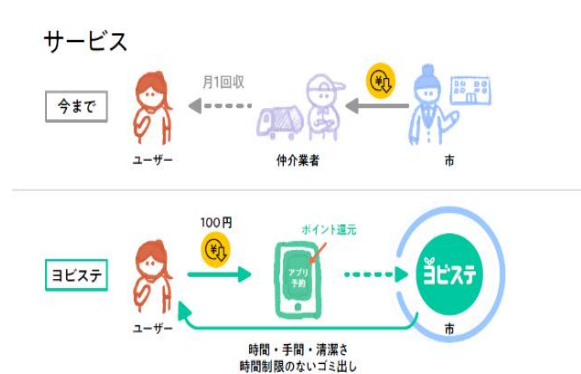 サービス
今まで
月1回収
¥
ユーザー
仲介業者
市
ヨビステ
100円
¥
ポイント還元
アプリ
予約
ヨビステ
ユーザー
市
時間・手間・清潔さ
時間制限のないゴミ出し